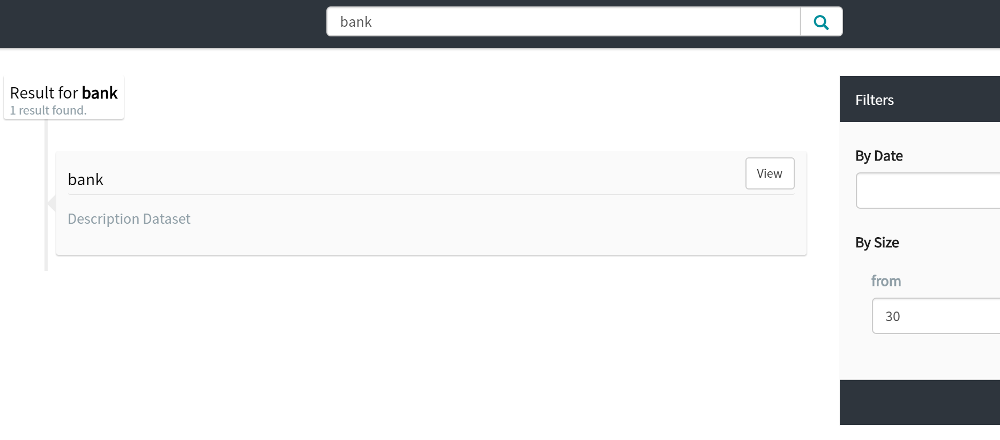 bank
Result for bank
1 result found.
bank
View
Description Dataset
Filters
By Date
By Size
from
30